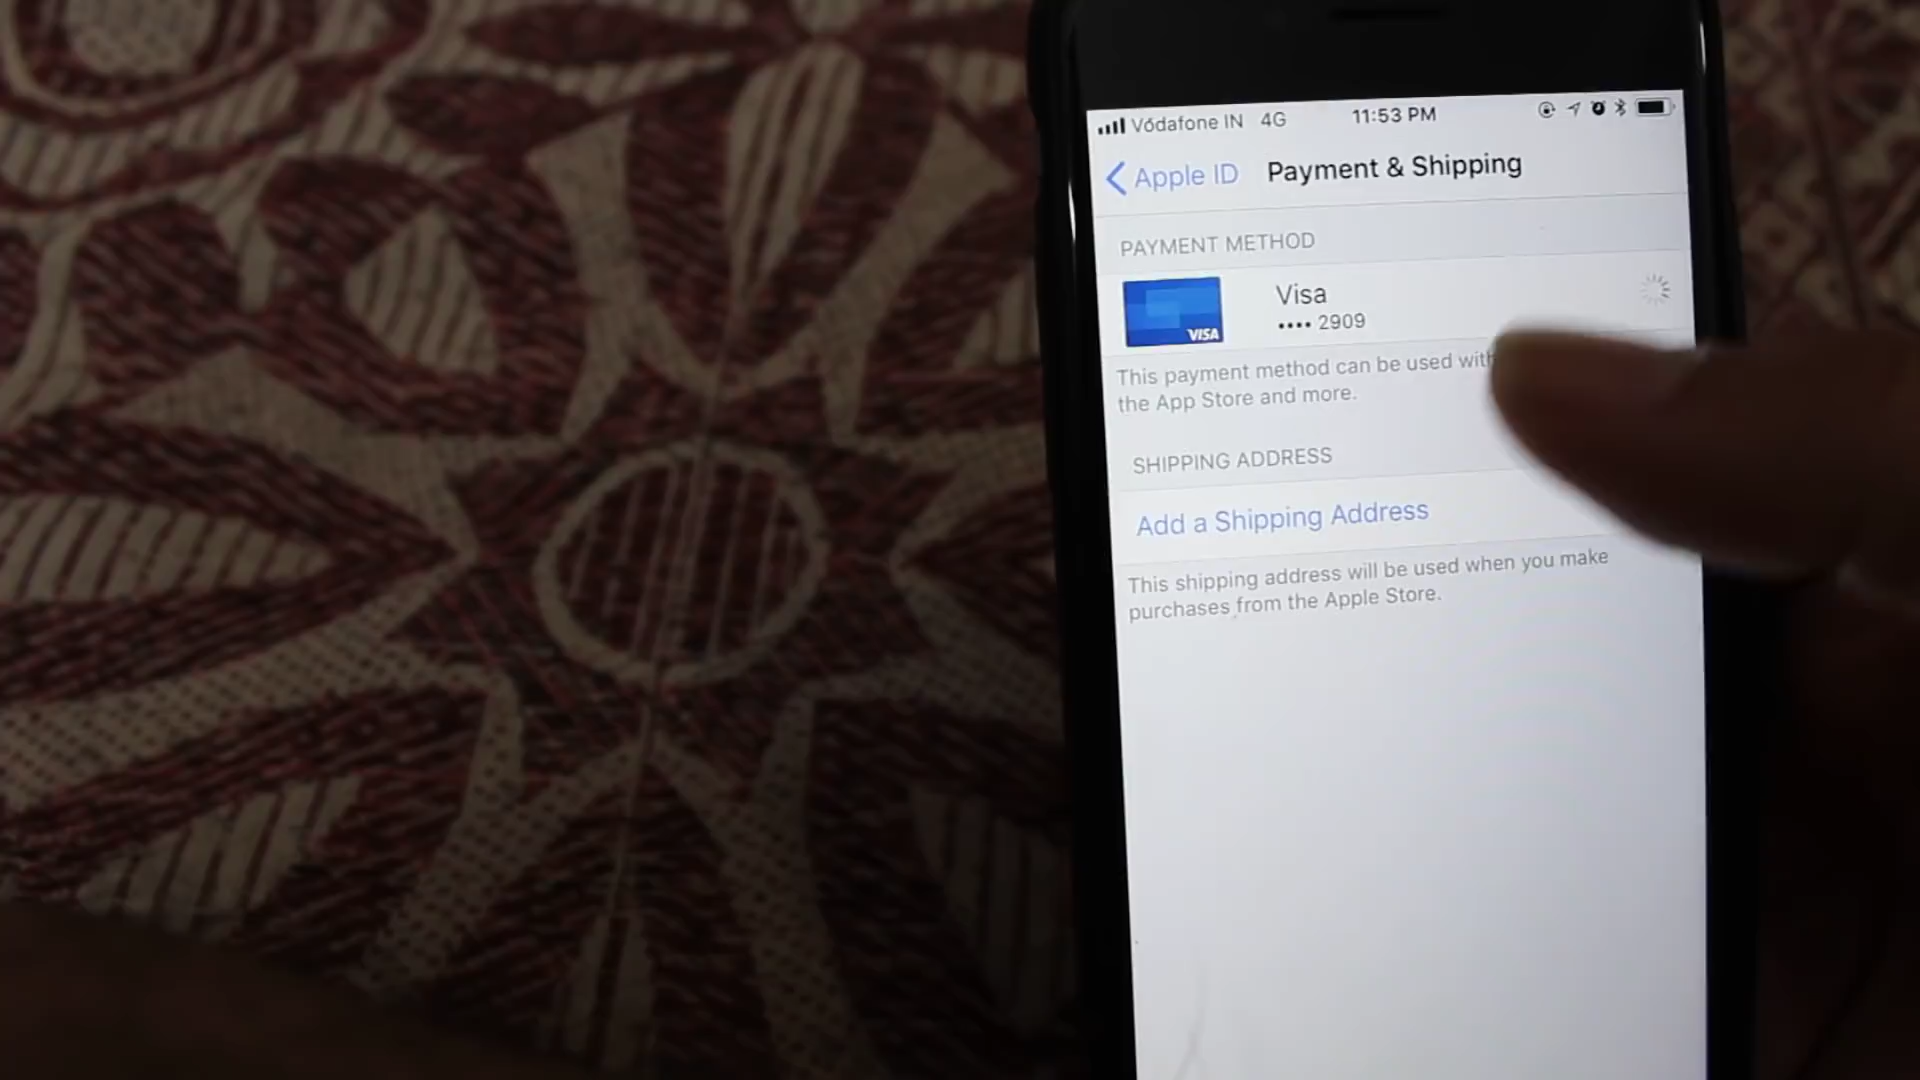 Vodafone IN 4G 11:53 PM
Apple ID Payment & Shipping
PAYMENT METHOD
VISA
Visa
•••• 2909
This payment method can be used with
the App Store and more.
SHIPPING ADDRESS
Add a Shipping Address
This shipping address will be used when you make
purchases from the Apple Store.